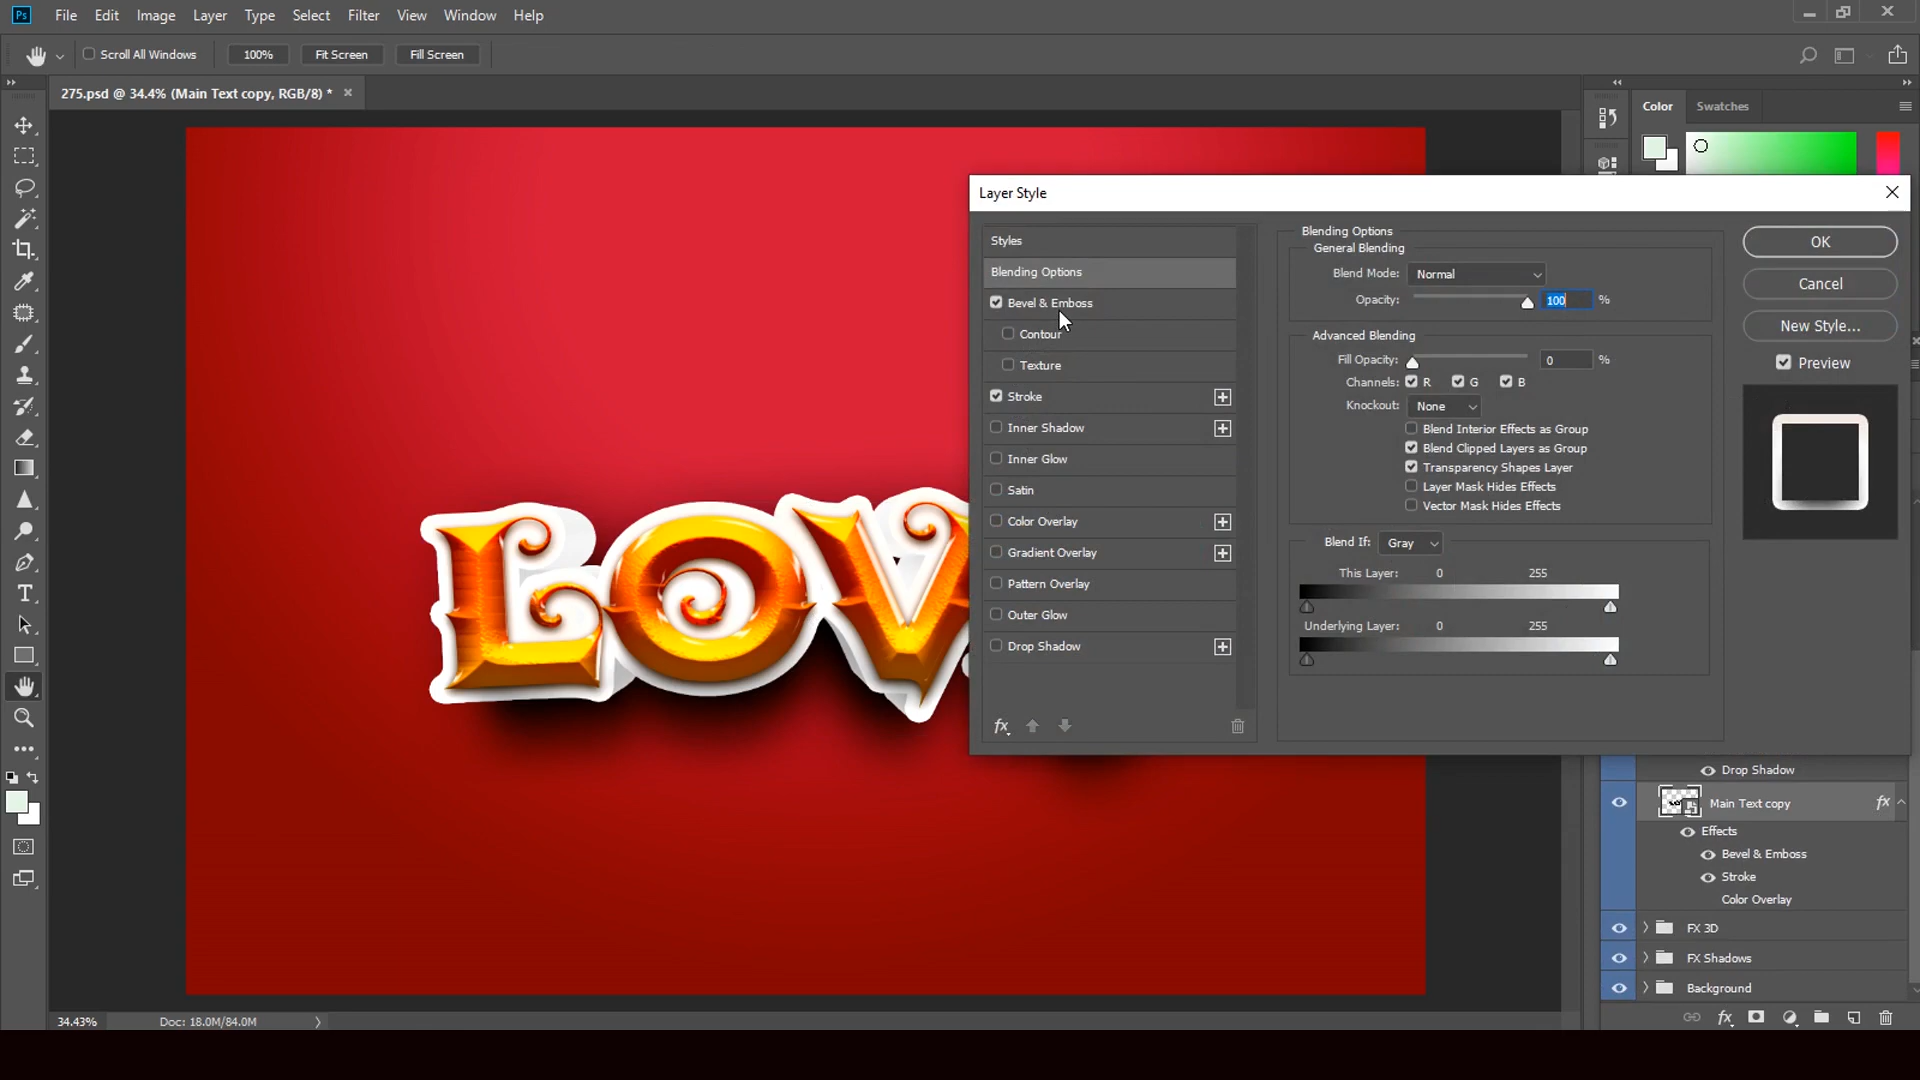 Ps File Edit Image Layer Type Select Filter View Window Help
Scroll All Windows 100% Fit Screen Fill Screen
275.psd @ 34.4% (Main Text copy, RGB/8) *
Color Swatches
Layer Style
Styles
Blending Options
Bevel & Emboss
Contour
Texture
Stroke
Inner Shadow
Inner Glow
Satin
Color Overlay
Gradient Overlay
Pattern Overlay
Outer Glow
Drop Shadow
fx
Blending Options
General Blending
Blend Mode: Normal
Opacity: 100 %
Advanced Blending
Fill Opacity: 0 %
Channels: R G B
Knockout: None
Blend Interior Effects as Group
Blend Clipped Layers as Group
Transparency Shapes Layer
Layer Mask Hides Effects
Vector Mask Hides Effects
Blend If: Gray
This Layer: 0 255
Underlying Layer: 0 255
OK
Cancel
New Style...
Preview
LOV
Drop Shadow
Main Text copy fx
Effects
Bevel & Emboss
Stroke
Color Overlay
FX 3D
FX Shadows
Background
fx
34.43% Doc: 18.0M/84.0M